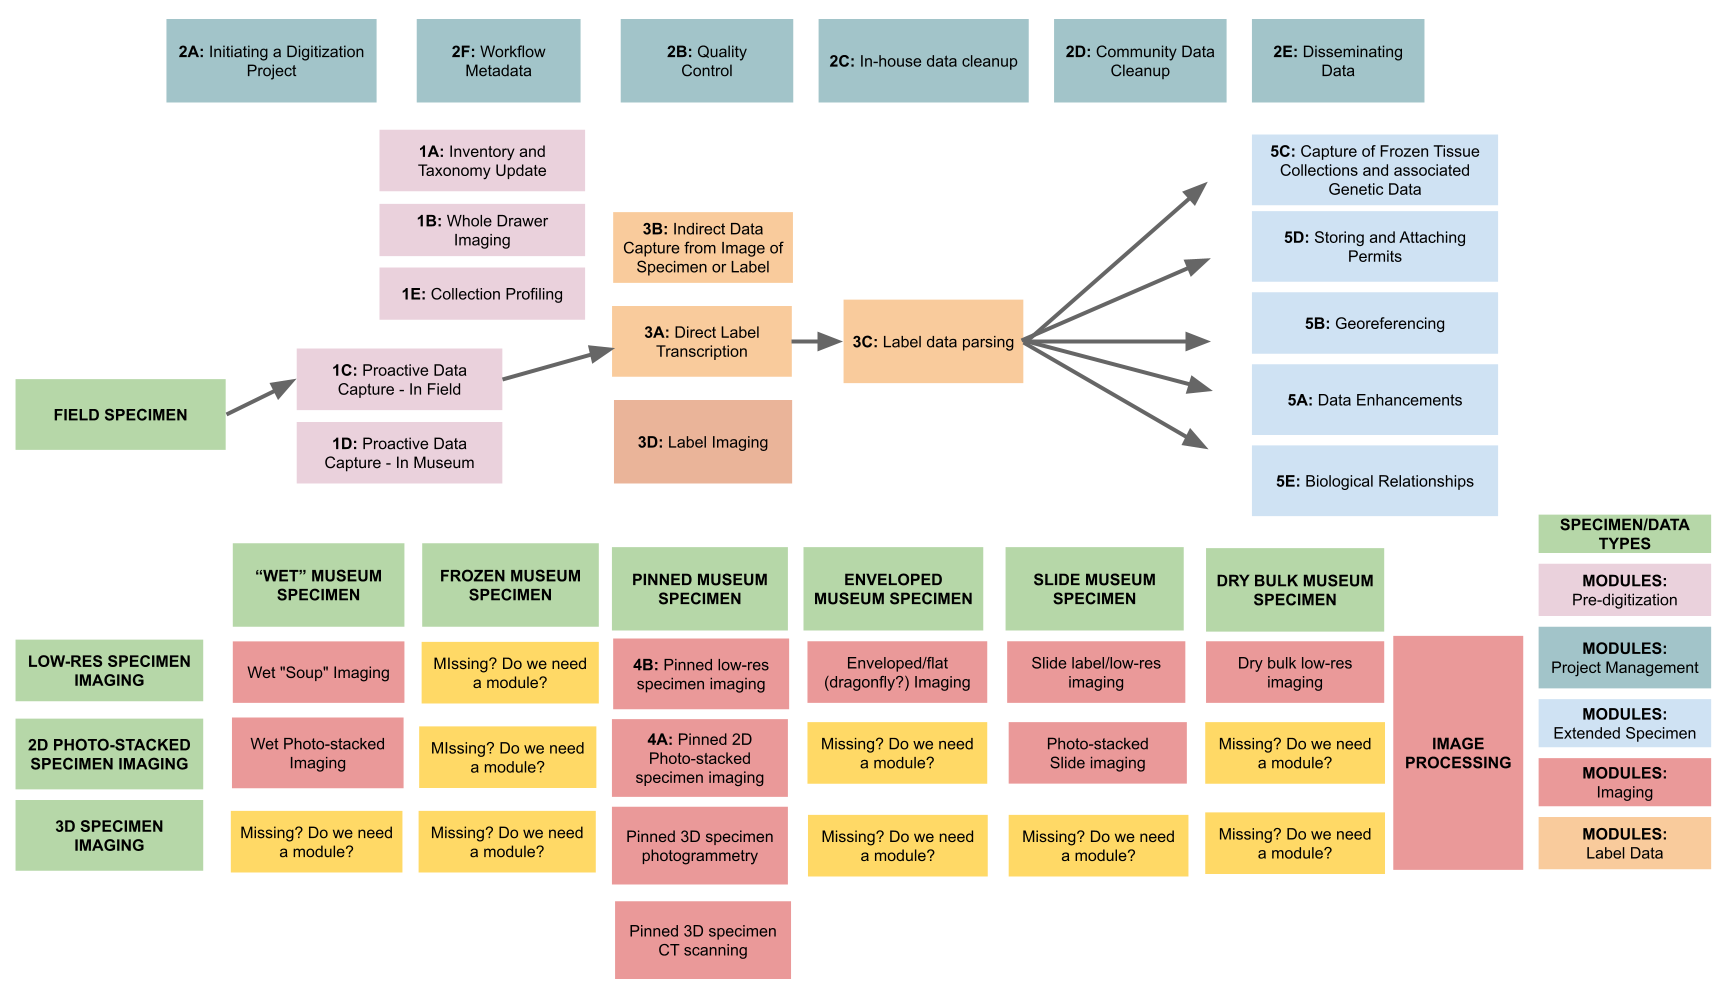 2A: Initiating a Digitization
Project
2F: Workflow
Metadata
2B: Quality
Control
2C: In-house data cleanup
2D: Community Data
Cleanup
2E: Disseminating
Data
1A: Inventory and
Taxonomy Update
1B: Whole Drawer
Imaging
1E: Collection Profiling
1C: Proactive Data
Capture - In Field
1D: Proactive Data
Capture - In Museum
FIELD SPECIMEN
3B: Indirect Data
Capture from Image of
Specimen or Label
3A: Direct Label
Transcription
3D: Label Imaging
3C: Label data parsing
5C: Capture of Frozen Tissue
Collections and associated
Genetic Data
5D: Storing and Attaching
Permits
5B: Georeferencing
5A: Data Enhancements
5E: Biological Relationships
“WET” MUSEUM
SPECIMEN
FROZEN MUSEUM
SPECIMEN
PINNED MUSEUM
SPECIMEN
ENVELOPED
MUSEUM SPECIMEN
SLIDE MUSEUM
SPECIMEN
DRY BULK MUSEUM
SPECIMEN
LOW-RES SPECIMEN
IMAGING
Wet "Soup" Imaging
MIssing? Do we need
a module?
4B: Pinned low-res
specimen imaging
Enveloped/flat
(dragonfly?) Imaging
Slide label/low-res
imaging
Dry bulk low-res
imaging
2D PHOTO-STACKED
SPECIMEN IMAGING
Wet Photo-stacked
Imaging
MIssing? Do we need
a module?
4A: Pinned 2D
Photo-stacked
specimen imaging
Missing? Do we need
a module?
Photo-stacked
Slide imaging
Missing? Do we need
a module?
3D SPECIMEN
IMAGING
Missing? Do we need
a module?
Missing? Do we need
a module?
Pinned 3D specimen
photogrammetry
Missing? Do we need
a module?
Missing? Do we need
a module?
Missing? Do we need
a module?
Pinned 3D specimen
CT scanning
IMAGE
PROCESSING
SPECIMEN/DATA
TYPES
MODULES:
Pre-digitization
MODULES:
Project Management
MODULES:
Extended Specimen
MODULES:
Imaging
MODULES:
Label Data